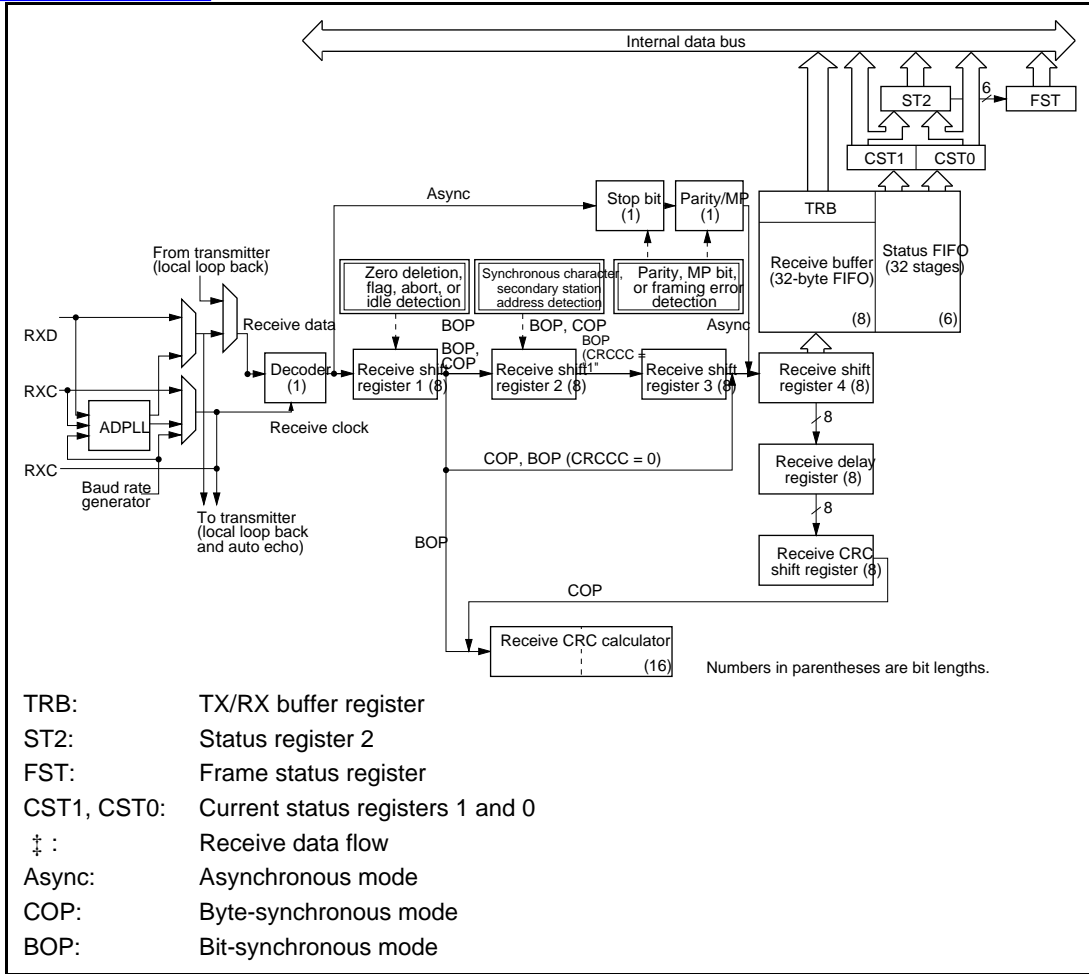 Internal data bus
ST2
6
FST
CST1
CST0
Async
Stop bit
(1)
Parity/MP
(1)
TRB
Receive buffer
(32-byte FIFO)
(8)
Status FIFO
(32 stages)
(6)
From transmitter
(local loop back)
Zero deletion,
flag, abort, or
idle detection
Synchronous character,
secondary station
address detection
Parity, MP bit,
or framing error
detection
Async
RXD
Receive data
BOP
BOP,
COP
BOP, COP
BOP
(CRCCC =
"1"
Decoder
(1)
Receive shift
register 1 (8)
Receive shift
register 2 (8)
Receive shift
register 3 (8)
Receive shift
register 4 (8)
RXC
ADPLL
Receive clock
8
COP, BOP (CRCCC = 0)
Receive delay
register (8)
RXC
Baud rate
generator
8
To transmitter
(local loop back
and auto echo)
BOP
Receive CRC
shift register (8)
COP
Receive CRC calculator
(16)
Numbers in parentheses are bit lengths.
TRB: TX/RX buffer register
ST2: Status register 2
FST: Frame status register
CST1, CST0: Current status registers 1 and 0
‡ : Receive data flow
Async: Asynchronous mode
COP: Byte-synchronous mode
BOP: Bit-synchronous mode